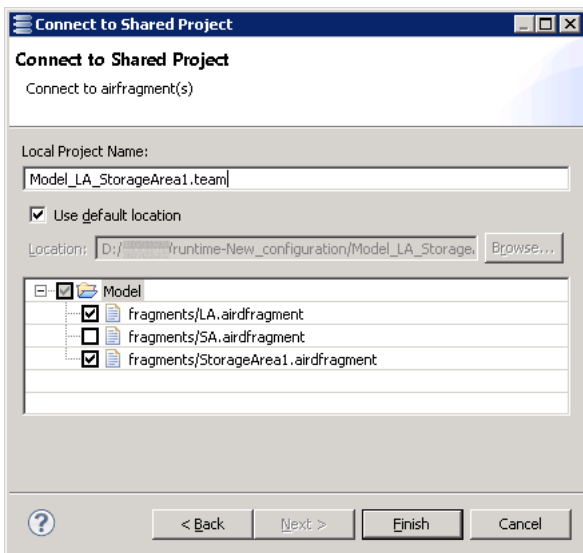 Connect to Shared Project
Connect to Shared Project
Connect to airfragment(s)
Local Project Name:
Model_LA_StorageArea1.team
Use default location
Location: D:/ /runtime-New_configuration/Model_LA_Storage. Browse...
Model
fragments/LA.airdfragment
fragments/SA.airdfragment
fragments/StorageArea1.airdfragment
? < Back Next > Finish Cancel